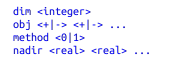 dim <integer>
obj <+|-> <+|-> ...
method <0|1>
nadir <real> <real> ...